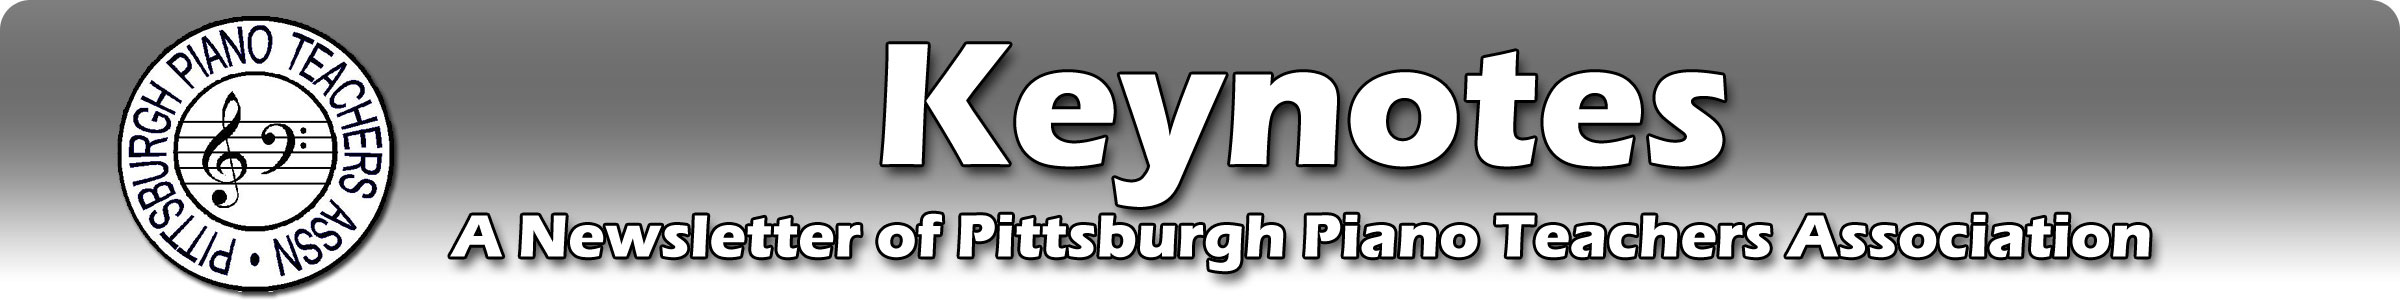 PITTSBURGH PIANO TEACHERS ASSN •
Keynotes
A Newsletter of Pittsburgh Piano Teachers Association